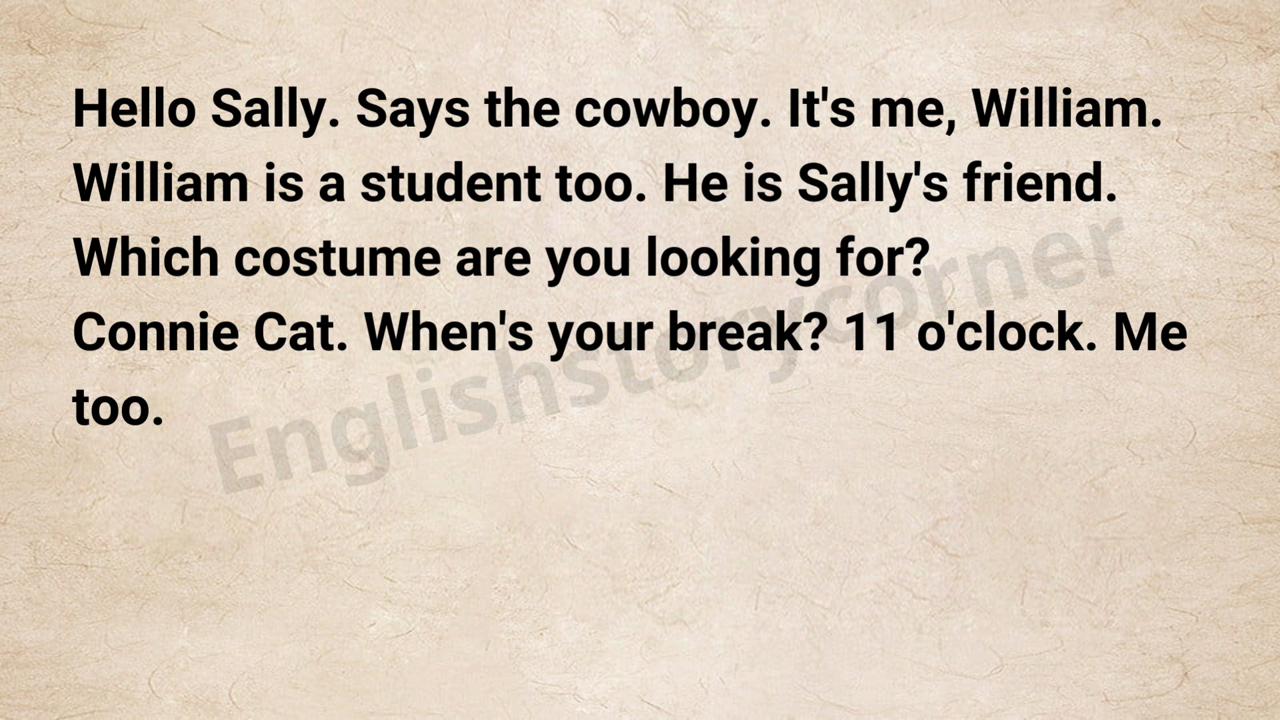 Hello Sally. Says the cowboy. It's me, William.
William is a student too. He is Sally's friend.
Which costume are you looking for?
Connie Cat. When's your break? 11 o'clock. Me
too.
Englishstorycorner